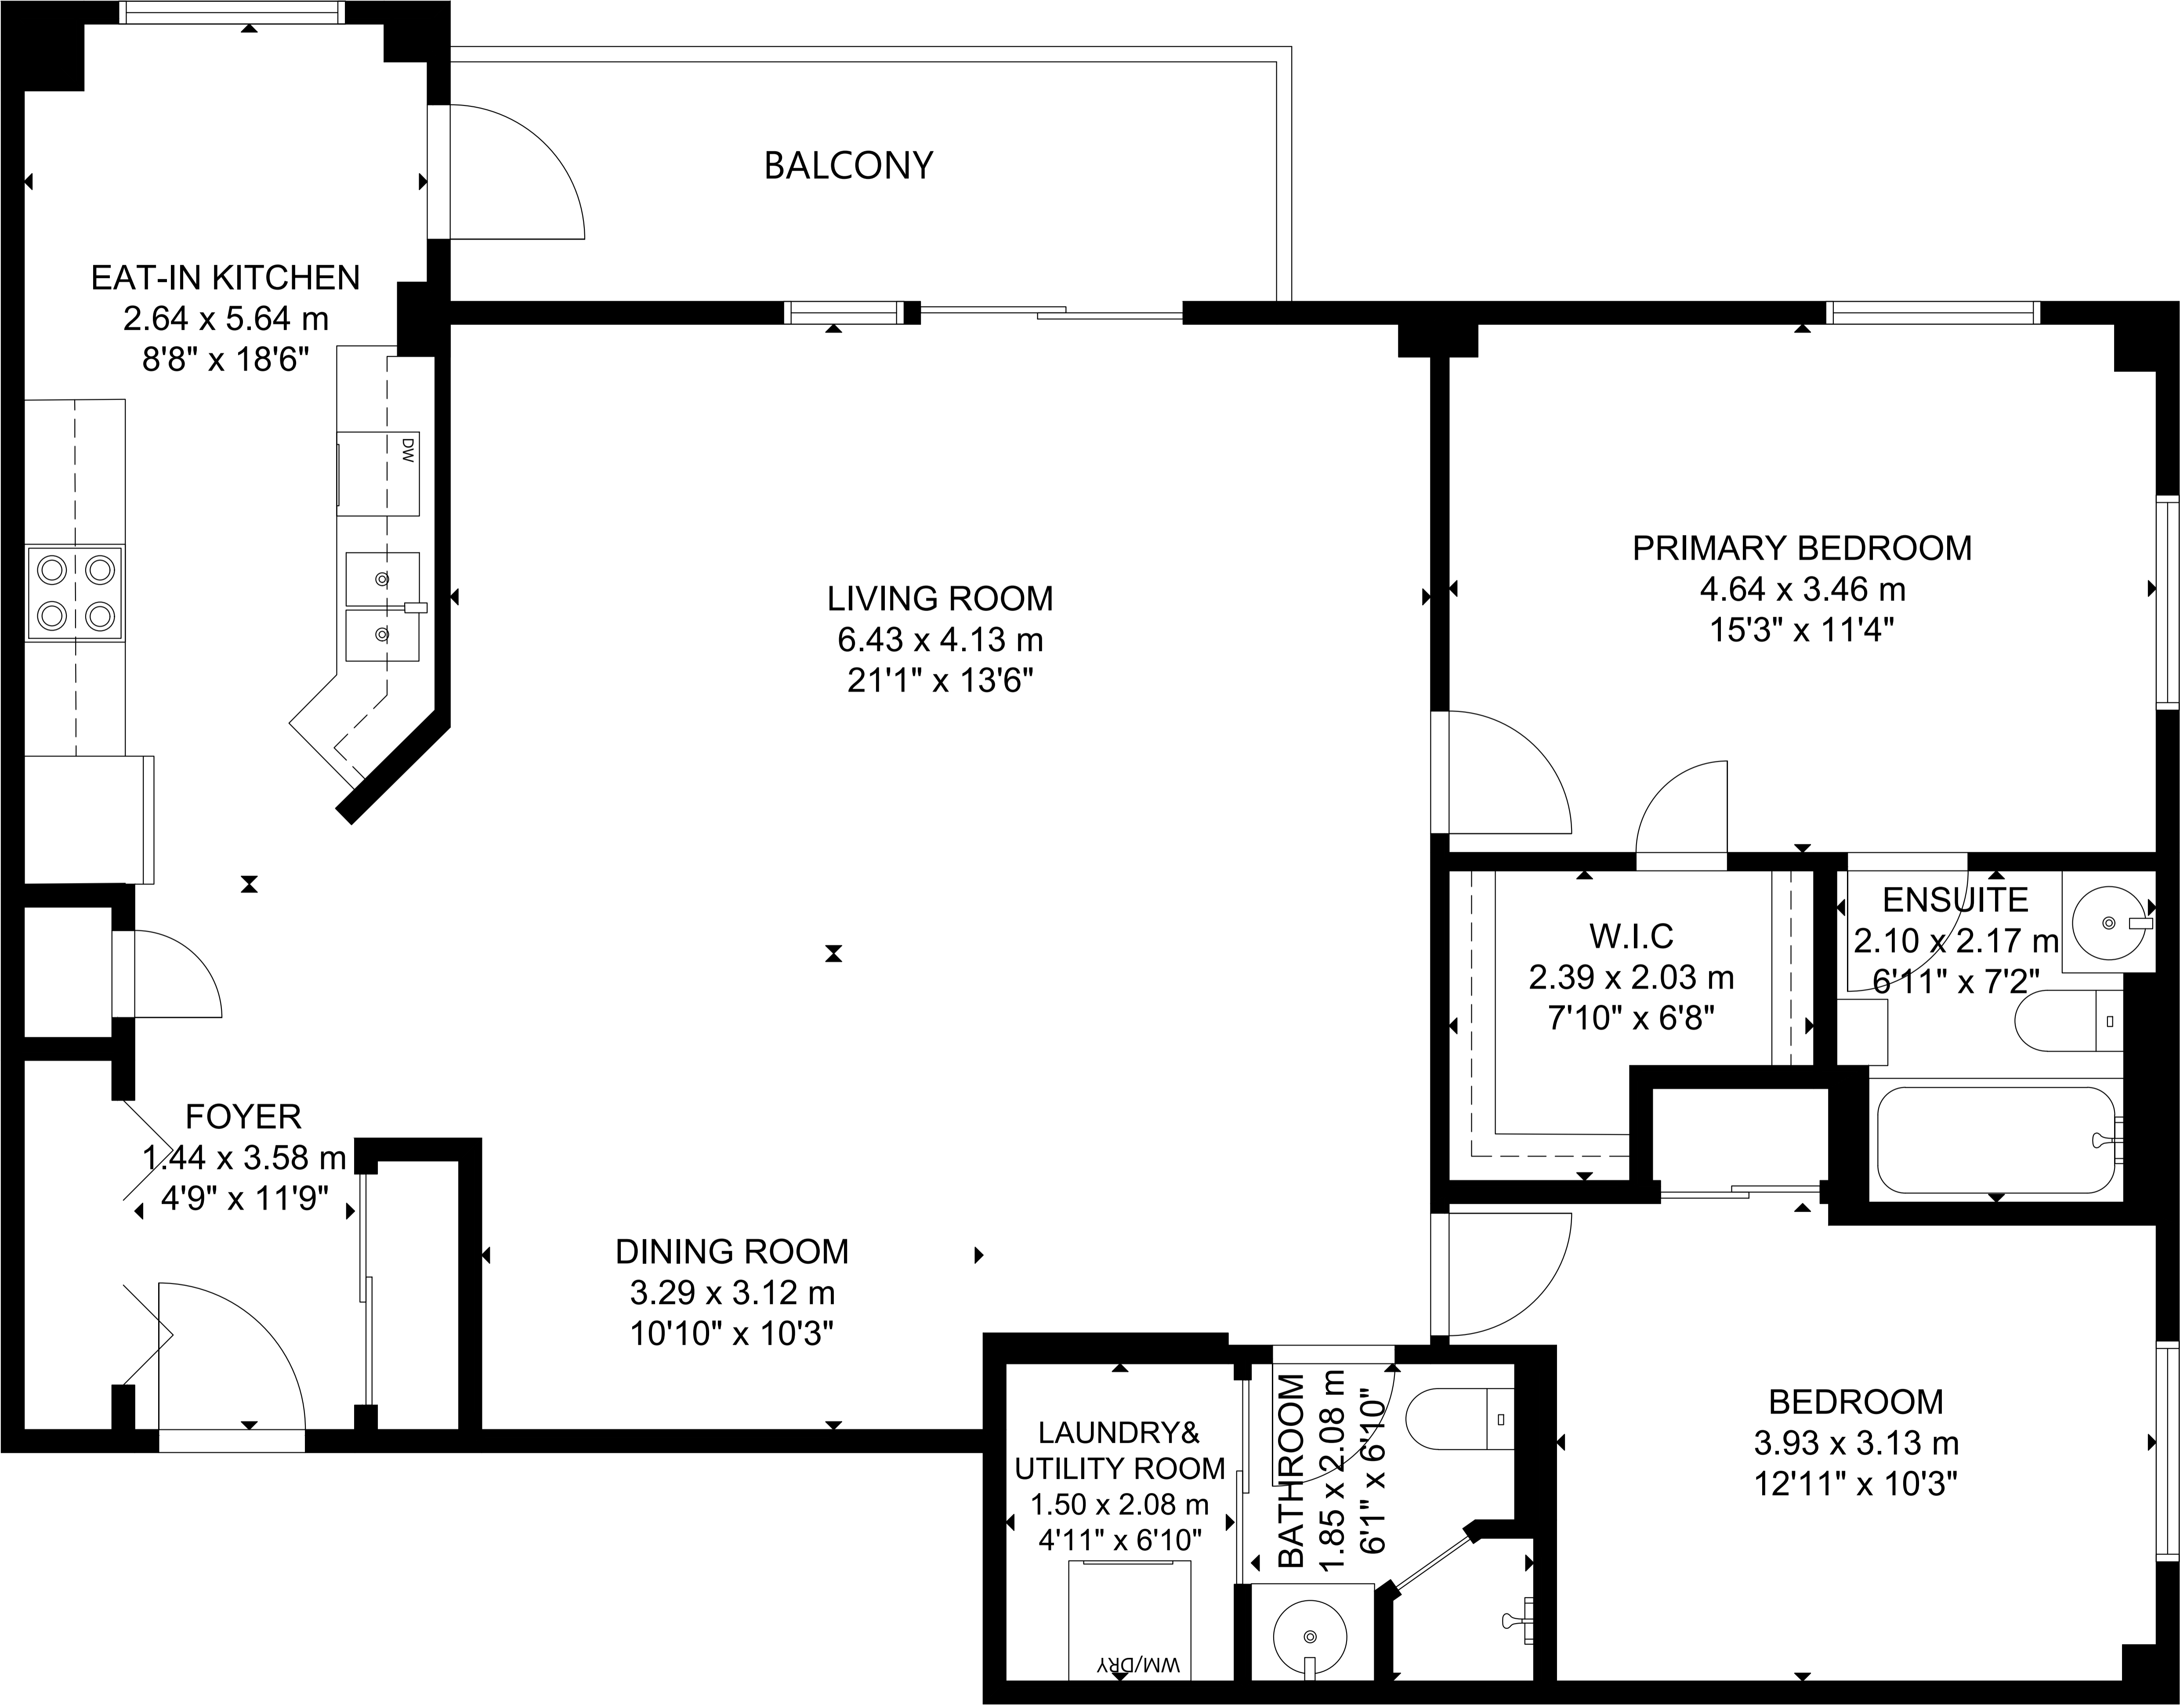 BALCONY
EAT-IN KITCHEN
2.64 x 5.64 m
8'8" x 18'6"
DW
LIVING ROOM
6.43 x 4.13 m
21'1" x 13'6"
PRIMARY BEDROOM
4.64 x 3.46 m
15'3" x 11'4"
W.I.C
2.39 x 2.03 m
7'10" x 6'8"
ENSUITE
2.10 x 2.17 m
6'11" x 7'2"
FOYER
1.44 x 3.58 m
4'9" x 11'9"
DINING ROOM
3.29 x 3.12 m
10'10" x 10'3"
LAUNDRY&
UTILITY ROOM
1.50 x 2.08 m
4'11" x 6'10"
WM/DRY
BATHROOM
1.85 x 2.08 m
6'1" x 6'10"
BEDROOM
3.93 x 3.13 m
12'11" x 10'3"